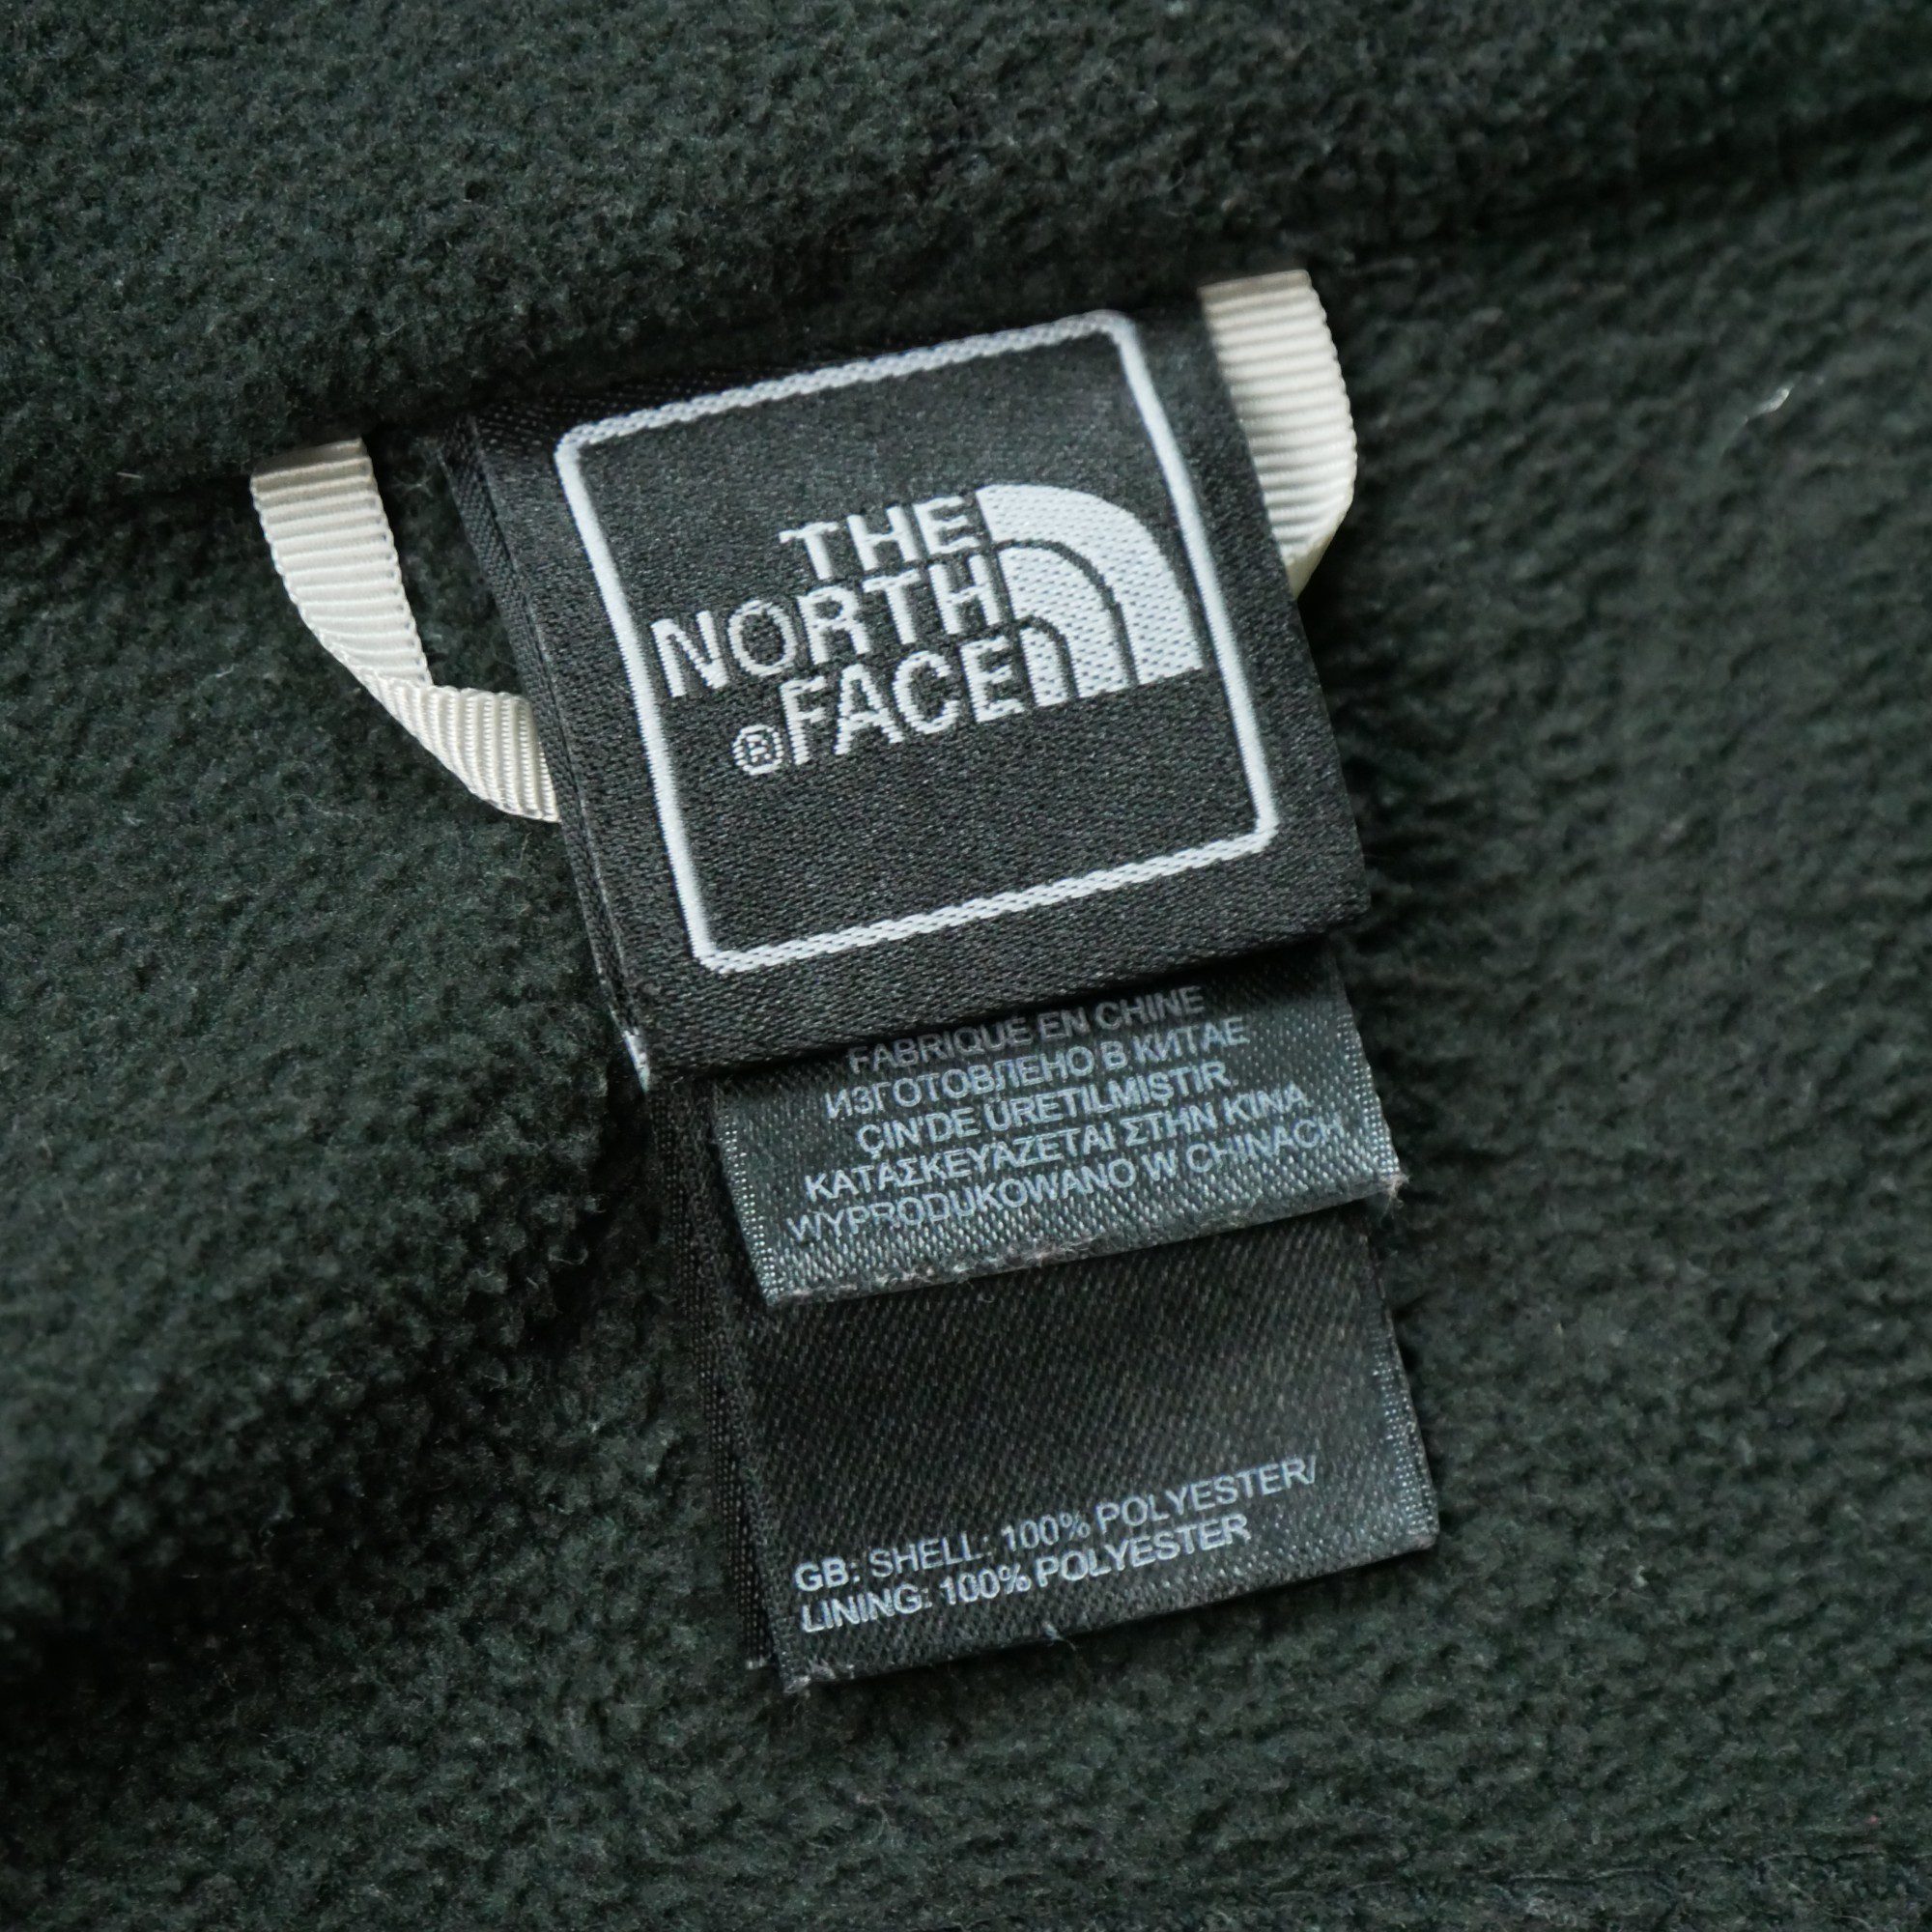 THE
NORTH
®FACE
FABRIQUÉ EN CHINE
ИЗГОТОВЛЕНО В КИТАЕ
ÇIN'DE ÜRETILMIŞTIR
ΚΑΤΑΣΚΕΥΑΖΕΤΑΙ ΣΤΗΝ ΚΙΝΑ
WYPRODUKOWANO W CHINACH
GB: SHELL: 100% POLYESTER/
LINING: 100% POLYESTER